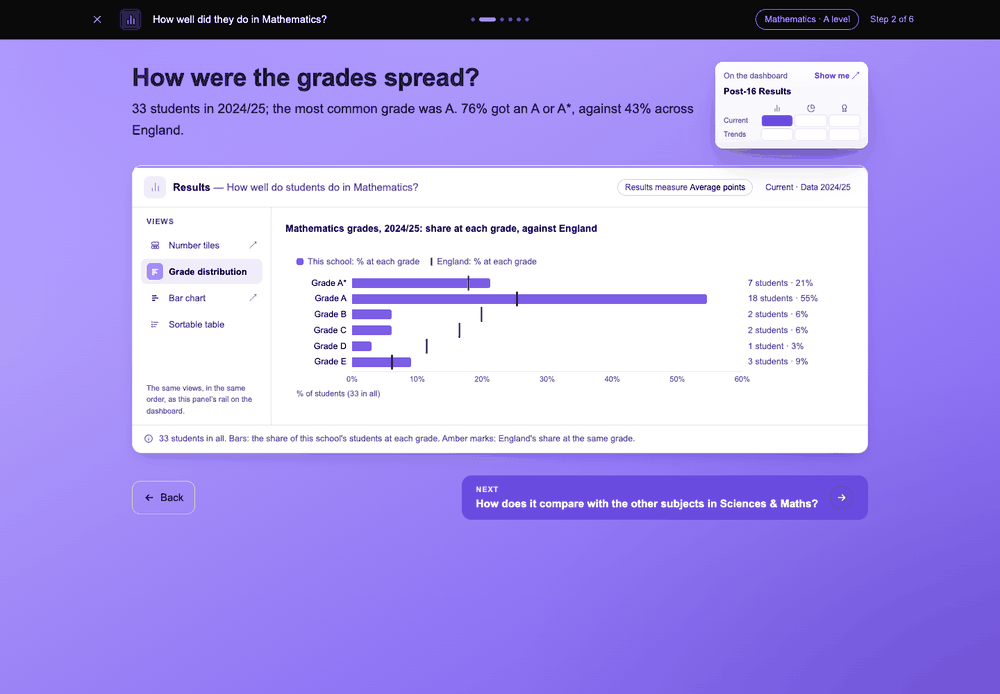 How well did they do in Mathematics?
Mathematics · A level
Step 2 of 6
How were the grades spread?
33 students in 2024/25; the most common grade was A. 76% got an A or A*, against 43% across
England.
On the dashboard
Show me
Post-16 Results
Current
Trends
Results — How well do students do in Mathematics?
Results measure Average points
Current · Data 2024/25
VIEWS
Number tiles
Grade distribution
Bar chart
Sortable table
The same views, in the same
order, as this panel's rail on the
dashboard.
Mathematics grades, 2024/25: share at each grade, against England
This school: % at each grade
England: % at each grade
Grade A* 7 students · 21%
Grade A 18 students · 55%
Grade B 2 students · 6%
Grade C 2 students · 6%
Grade D 1 student · 3%
Grade E 3 students · 9%
0% 10% 20% 30% 40% 50% 60%
% of students (33 in all)
33 students in all. Bars: the share of this school's students at each grade. Amber marks: England's share at the same grade.
Back
NEXT
How does it compare with the other subjects in Sciences & Maths?